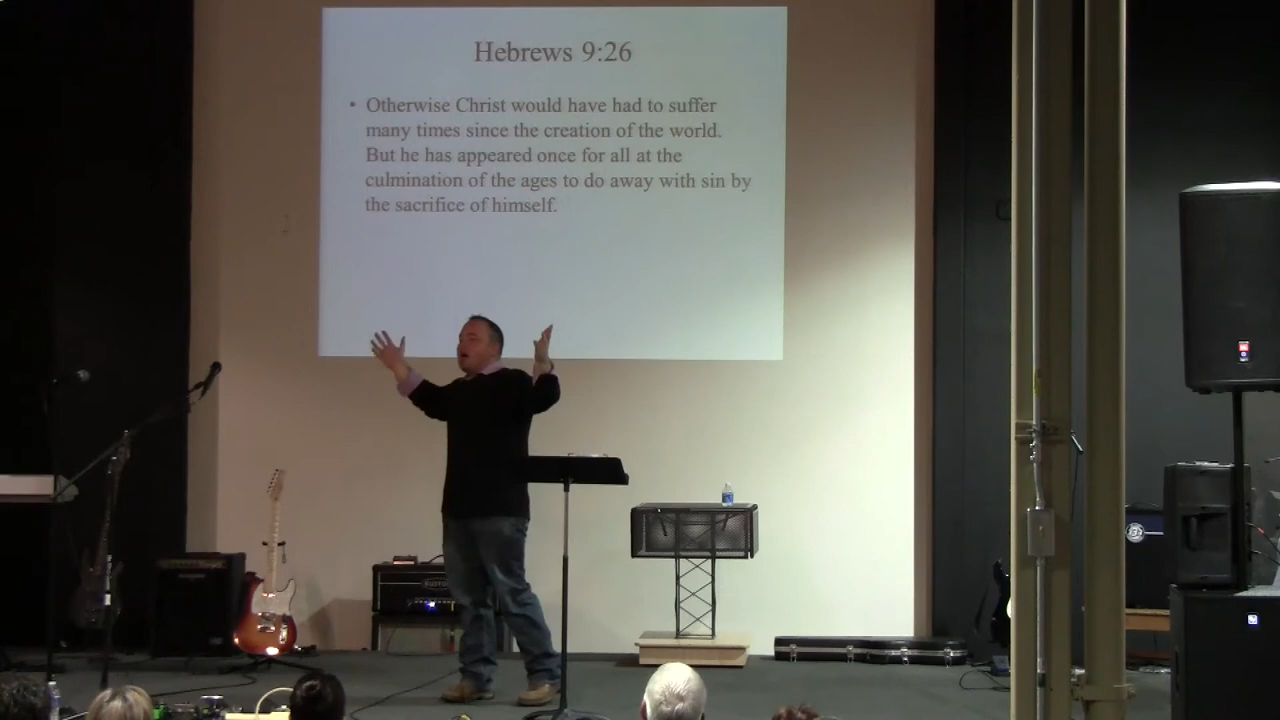 Hebrews 9:26
• Otherwise Christ would have had to suffer
many times since the creation of the world.
But he has appeared once for all at the
culmination of the ages to do away with sin by
the sacrifice of himself.